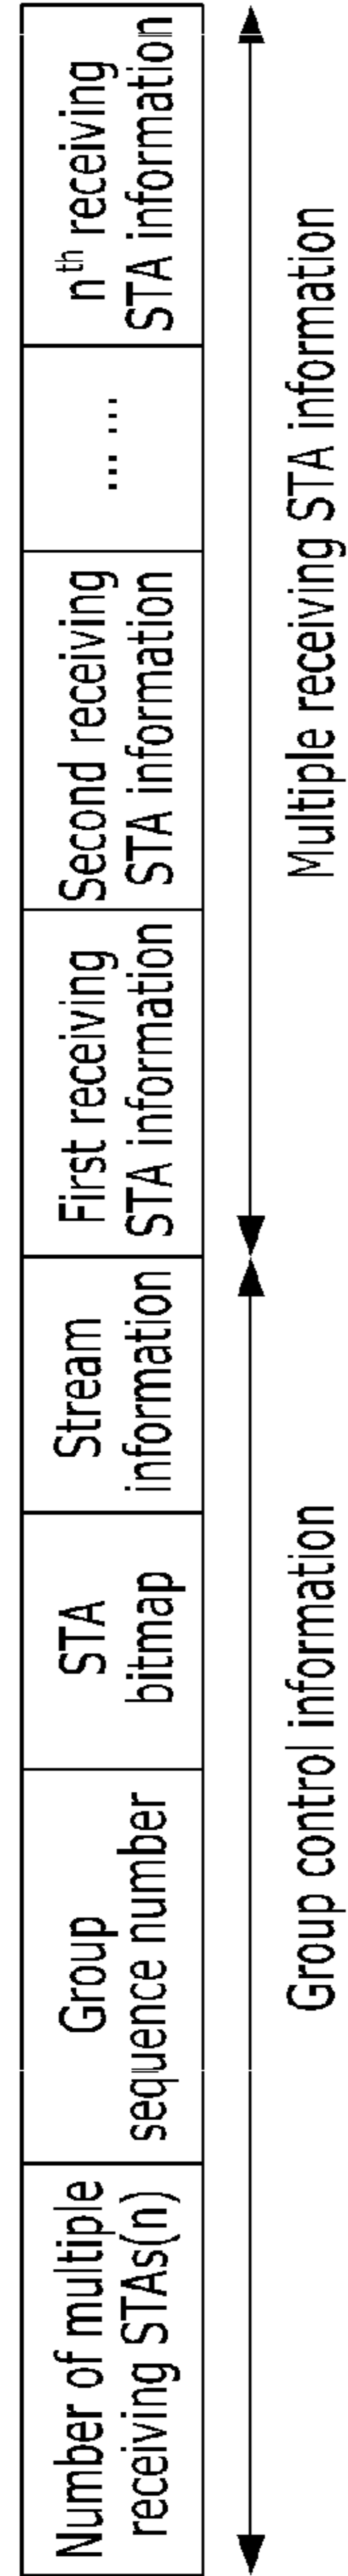 Number of multiple
receiving STAs(n)
Group
sequence number
STA
bitmap
Stream
information
First receiving
STA information
Second receiving
STA information
... ...
nth receiving
STA information
Group control information
Multiple receiving STA information